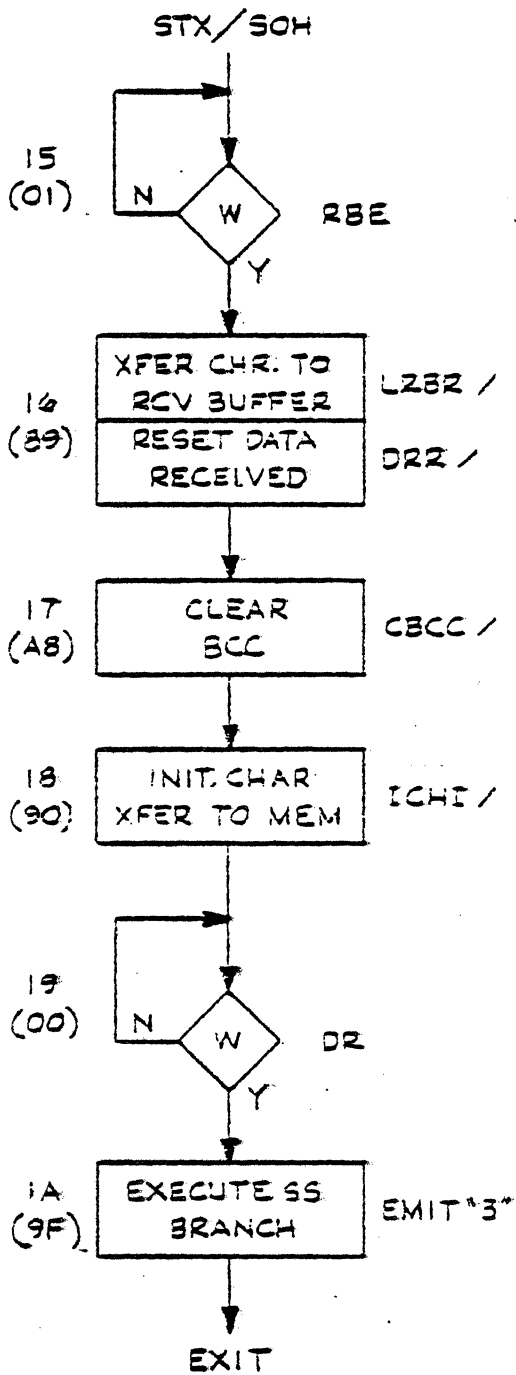 STX/SOH
15
(01)
N
W
RBE
Y
16
(89)
XFER CHR. TO
RCV BUFFER
LRBR /
RESET DATA
RECEIVED
DRR /
17
(A8)
CLEAR
BCC
CBCC /
18
(90)
INIT. CHAR
XFER TO MEM
ICHI /
19
(00)
N
W
DR
Y
1A
(9F)
EXECUTE SS
BRANCH
EMIT "3"
EXIT